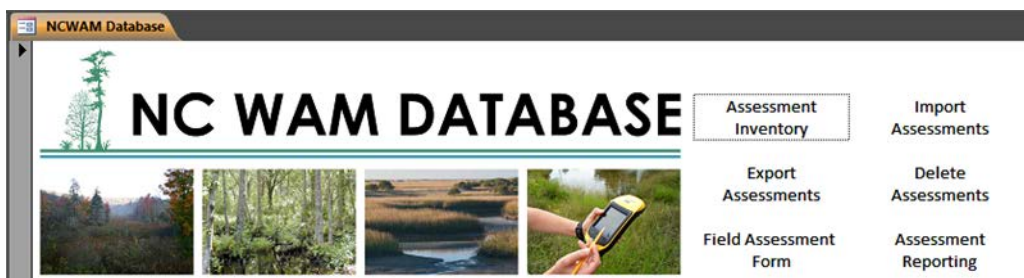 NCWAM Database
NC WAM DATABASE
Assessment
Inventory
Import
Assessments
Export
Assessments
Delete
Assessments
Field Assessment
Form
Assessment
Reporting